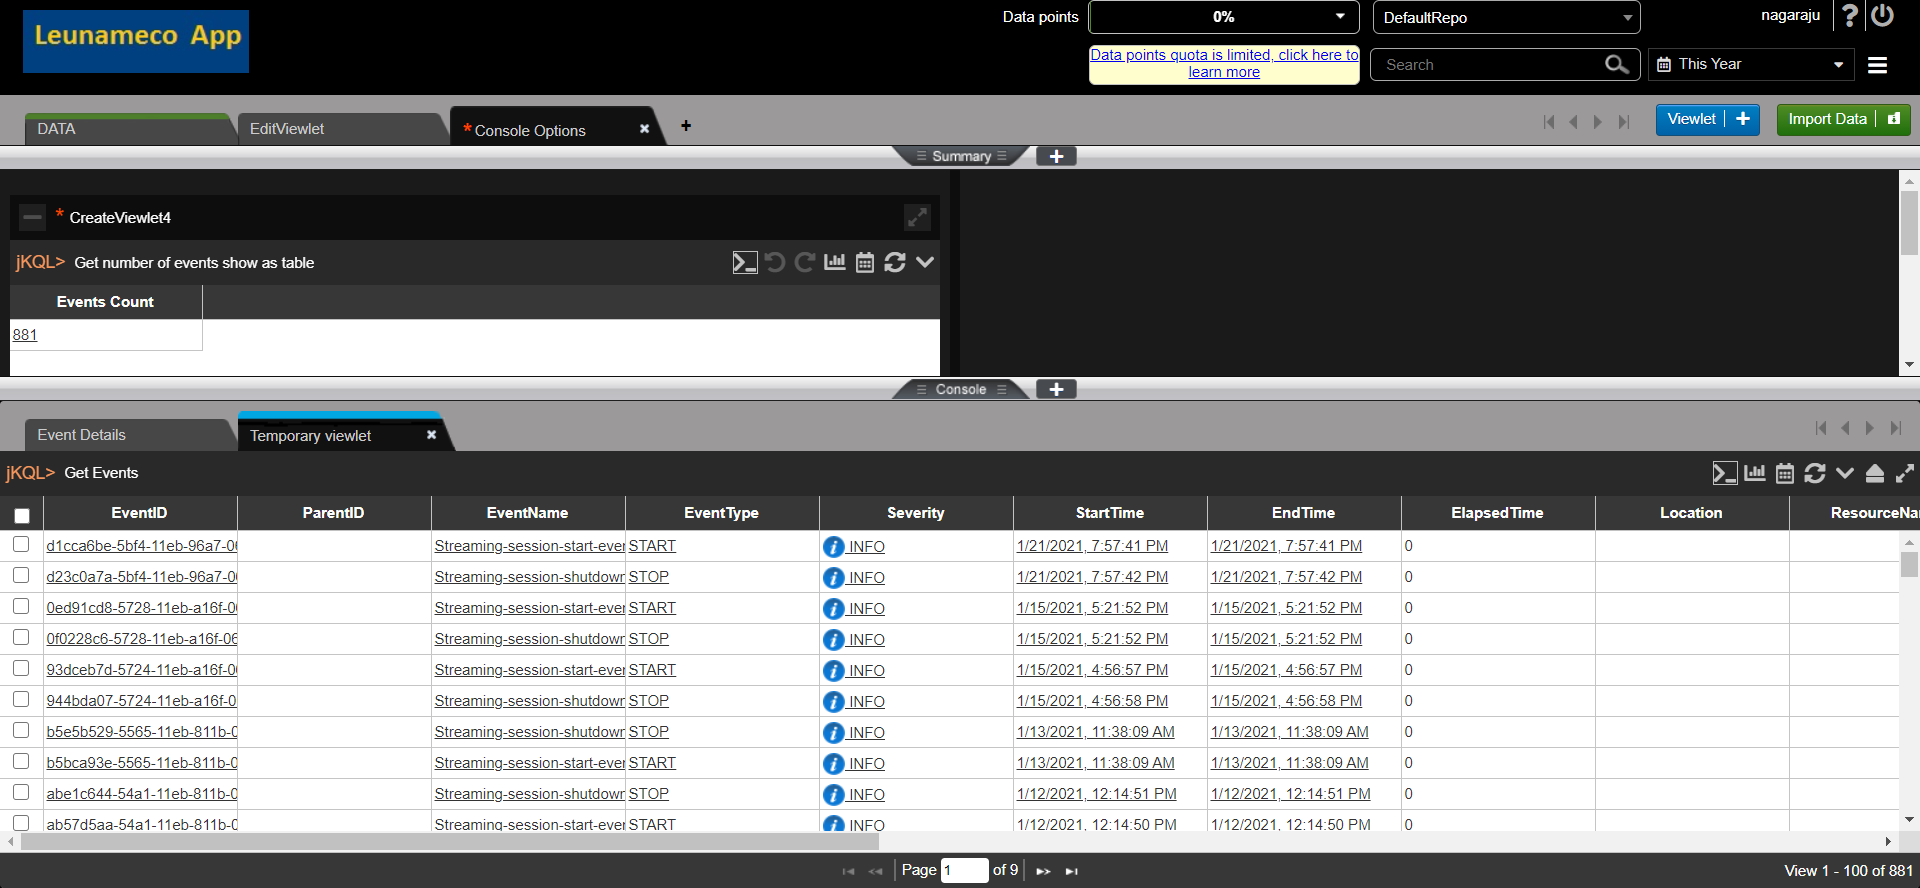 Leunameco App
Data points
0%
DefaultRepo
nagaraju
?
Data points quota is limited, click here to
learn more
Search
This Year
DATA
EditViewlet
* Console Options
+
Viewlet +
Import Data
Summary
+
* CreateViewlet4
jKQL> Get number of events show as table
Events Count
881
Console
+
Event Details
Temporary viewlet
jKQL> Get Events
EventID ParentID EventName EventType Severity StartTime EndTime ElapsedTime Location ResourceNa
d1cca6be-5bf4-11eb-96a7-0 Streaming-session-start-ever START INFO 1/21/2021, 7:57:41 PM 1/21/2021, 7:57:41 PM 0
d23c0a7a-5bf4-11eb-96a7-0 Streaming-session-shutdown STOP INFO 1/21/2021, 7:57:42 PM 1/21/2021, 7:57:42 PM 0
0ed91cd8-5728-11eb-a16f-0 Streaming-session-start-ever START INFO 1/15/2021, 5:21:52 PM 1/15/2021, 5:21:52 PM 0
0f0228c6-5728-11eb-a16f-06 Streaming-session-shutdown STOP INFO 1/15/2021, 5:21:52 PM 1/15/2021, 5:21:52 PM 0
93dceb7d-5724-11eb-a16f-0 Streaming-session-start-ever START INFO 1/15/2021, 4:56:57 PM 1/15/2021, 4:56:57 PM 0
944bda07-5724-11eb-a16f-0 Streaming-session-shutdown STOP INFO 1/15/2021, 4:56:58 PM 1/15/2021, 4:56:58 PM 0
b5e5b529-5565-11eb-811b-0 Streaming-session-shutdown STOP INFO 1/13/2021, 11:38:09 AM 1/13/2021, 11:38:09 AM 0
b5bca93e-5565-11eb-811b-0 Streaming-session-start-ever START INFO 1/13/2021, 11:38:09 AM 1/13/2021, 11:38:09 AM 0
abe1c644-54a1-11eb-811b-0 Streaming-session-shutdown STOP INFO 1/12/2021, 12:14:51 PM 1/12/2021, 12:14:51 PM 0
ab57d5aa-54a1-11eb-811b-0 Streaming-session-start-ever START INFO 1/12/2021, 12:14:50 PM 1/12/2021, 12:14:50 PM 0
Page 1 of 9
View 1 - 100 of 881